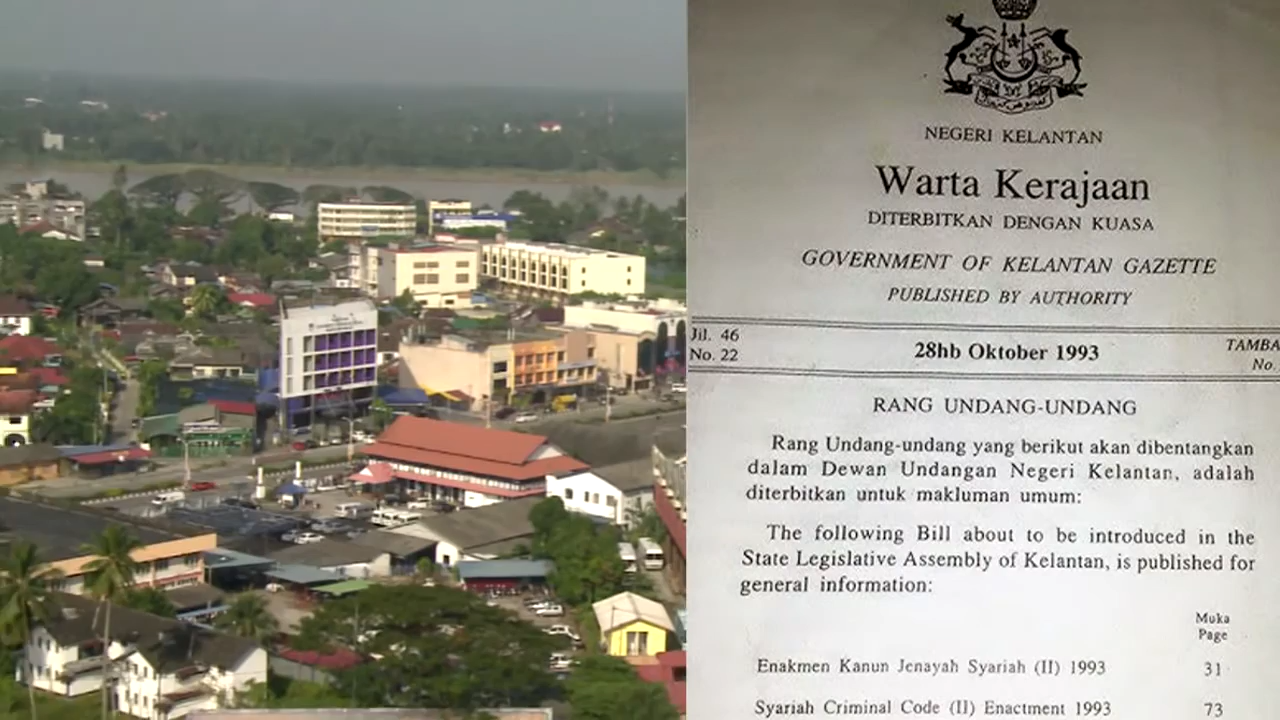 NEGERI KELANTAN
Warta Kerajaan
DITERBITKAN DENGAN KUASA
GOVERNMENT OF KELANTAN GAZETTE
PUBLISHED BY AUTHORITY
Jil. 46
No. 22
28hb Oktober 1993
TAMBA
No.
RANG UNDANG-UNDANG
Rang Undang-undang yang berikut akan dibentangkan
dalam Dewan Undangan Negeri Kelantan, adalah
diterbitkan untuk makluman umum:
The following Bill about to be introduced in the
State Legislative Assembly of Kelantan, is published for
general information:
Muka
Page
Enakmen Kanun Jenayah Syariah (II) 1993 31
Syariah Criminal Code (II) Enactment 1993 73